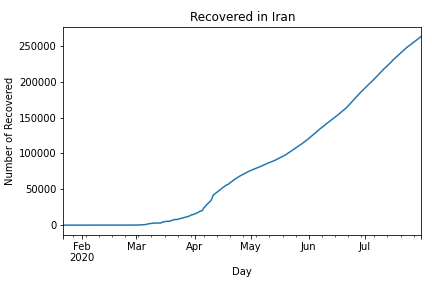 Recovered in Iran
250000
200000
150000
100000
50000
0
Number of Recovered
Feb Mar Apr May Jun Jul
2020
Day